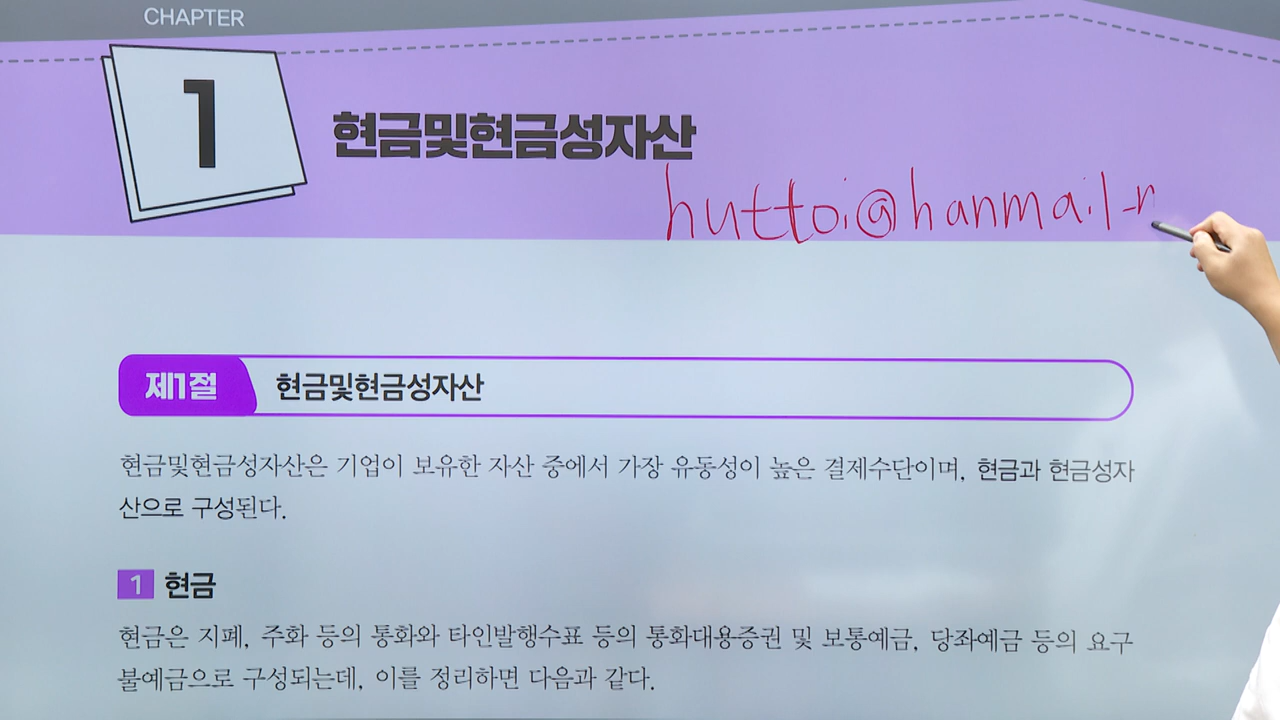 CHAPTER
1
현금및현금성자산
huttoi@hanmail-n
제1절 현금및현금성자산
현금및현금성자산은 기업이 보유한 자산 중에서 가장 유동성이 높은 결제수단이며, 현금과 현금성자
산으로 구성된다.
1 현금
현금은 지폐, 주화 등의 통화와 타인발행수표 등의 통화대용증권 및 보통예금, 당좌예금 등의 요구
불예금으로 구성되는데, 이를 정리하면 다음과 같다.